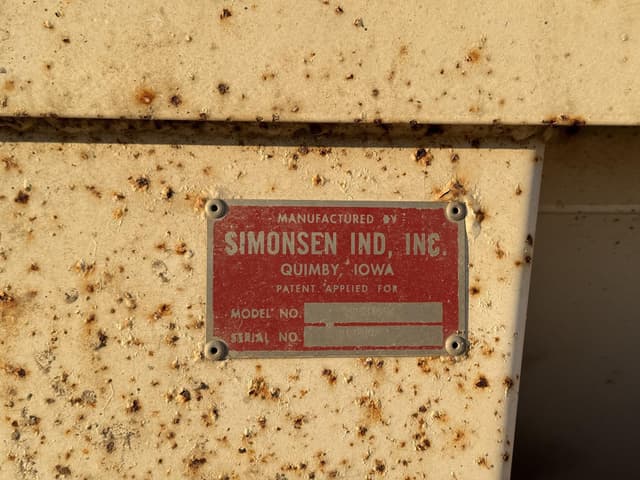 MANUFACTURED BY
SIMONSEN IND, INC.
QUIMBY, IOWA
PATENT APPLIED FOR
MODEL NO.
SERIAL NO.